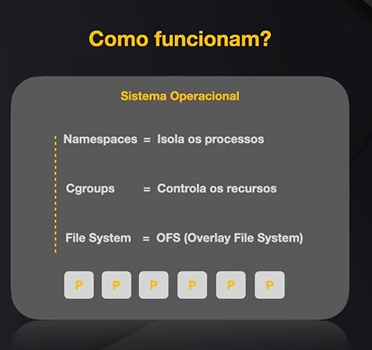 Como funcionam?
Sistema Operacional
Namespaces = Isola os processos
Cgroups = Controla os recursos
File System = OFS (Overlay File System)
P P P P P P